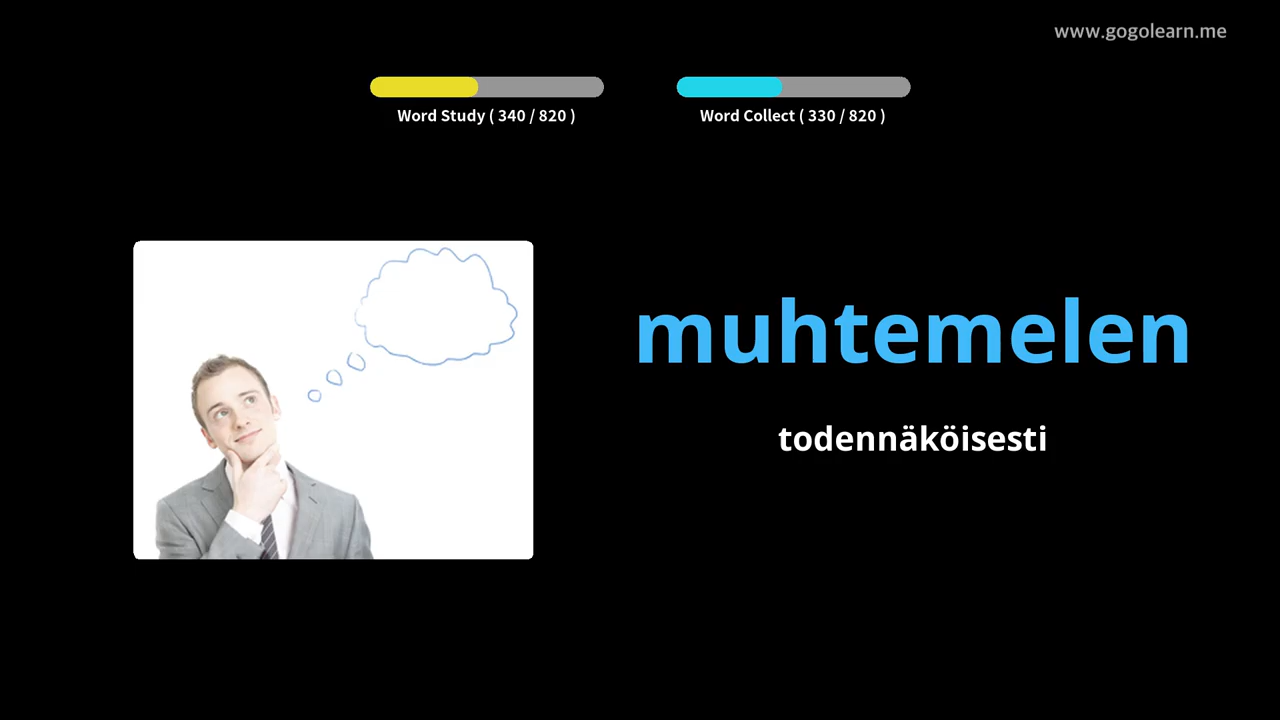 www.gogolearn.me
Word Study ( 340 / 820 )
Word Collect ( 330 / 820 )
muhtemelen
todennäköisesti